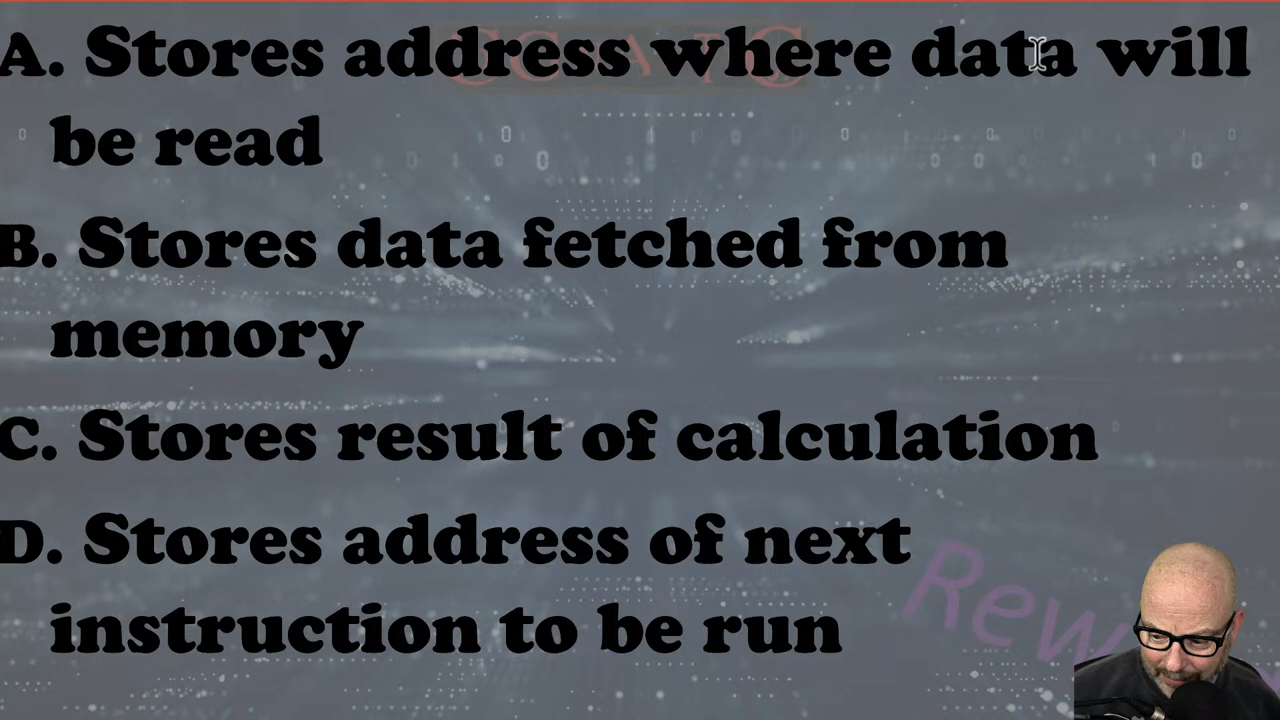 A. Stores address where data will
be read
B. Stores data fetched from
memory
C. Stores result of calculation
D. Stores address of next
instruction to be run